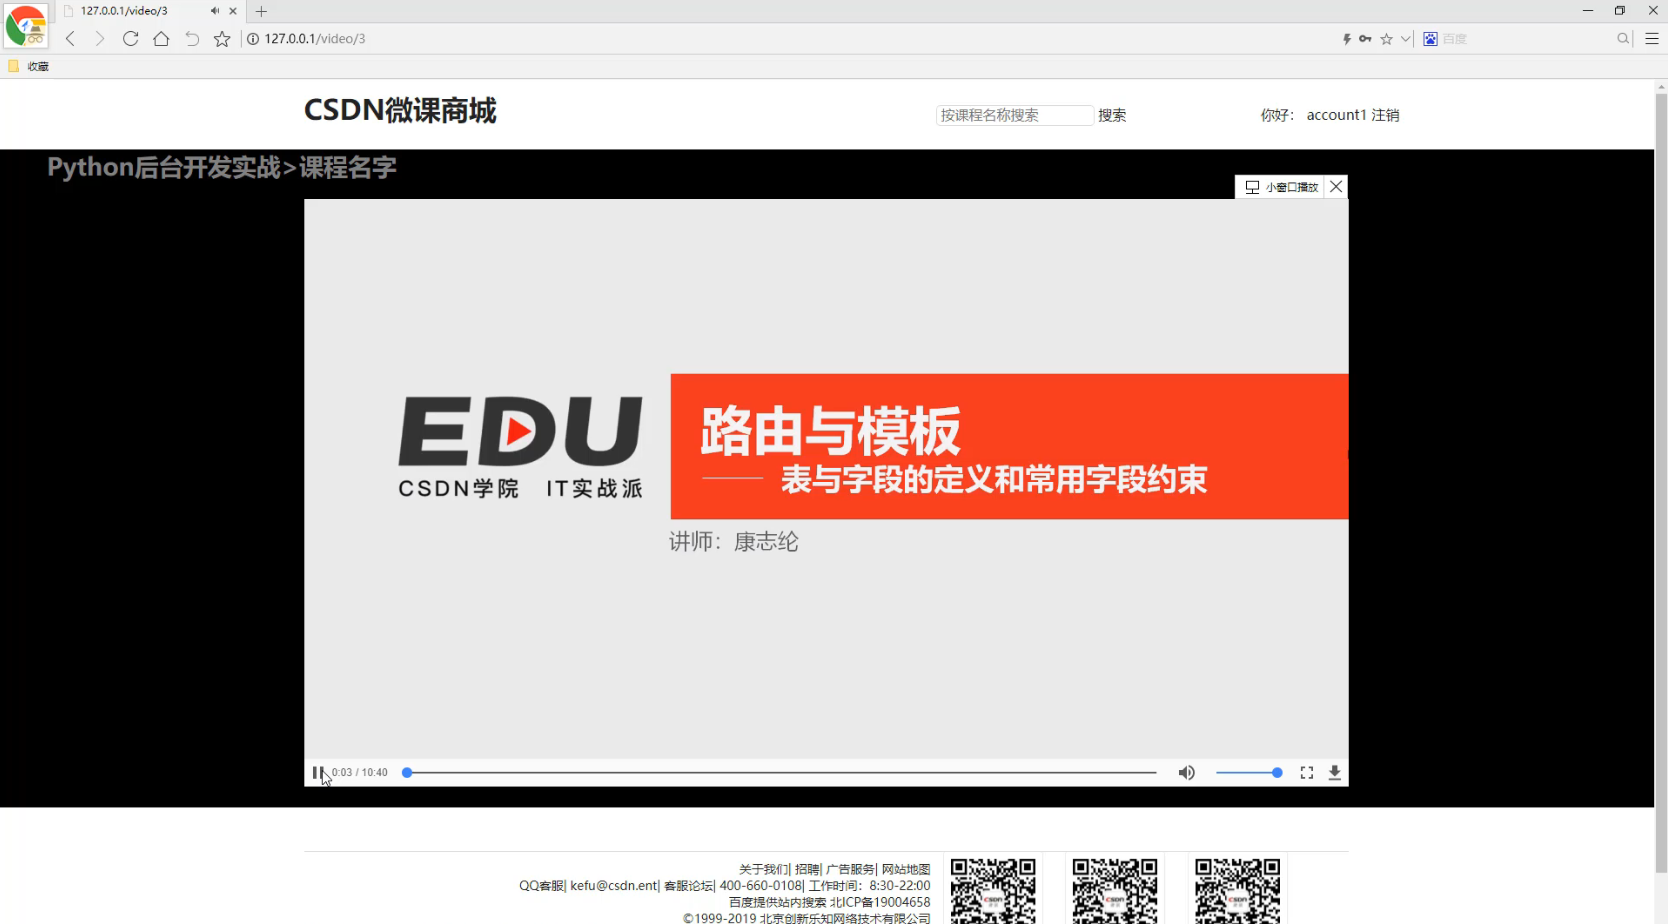 127.0.0.1/video/3
127.0.0.1/video/3
百度
收藏
CSDN微课商城
按课程名称搜索 搜索
你好： account1 注销
Python后台开发实战>课程名字
小窗口播放
EDU
CSDN学院 IT实战派
路由与模板
表与字段的定义和常用字段约束
讲师：康志纶
0:03 / 10:40
关于我们| 招聘| 广告服务| 网站地图
QQ客服| kefu@csdn.ent| 客服论坛| 400-660-0108| 工作时间：8:30-22:00
百度提供站内搜索 北ICP备19004658
©1999-2019 北京创新乐知网络技术有限公司
CSDN
CSDN
CSDN